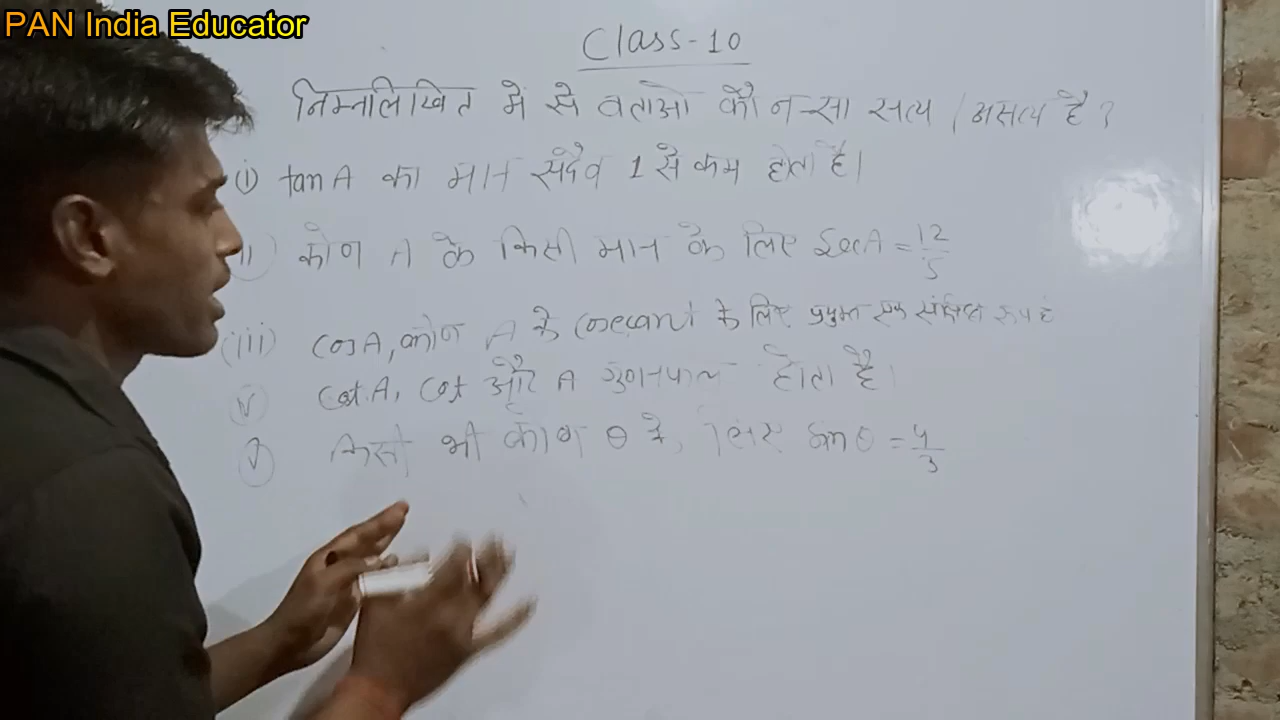 PAN India Educator
Class-10
निम्नलिखित में से बताओ कौन-सा सत्य / असत्य है ?
(i) tan A का मान सदैव 1 से कम होता है।
कोण A के किसी मान के लिए Sec A = 12/5
(iii) cos A, कोण A के cosecant के लिए प्रयुक्त एक संक्षिप्त रूप है
iv cot A, cot और A गुणनफल होता है।
v किसी भी कोण θ के लिए sin θ = 4/3